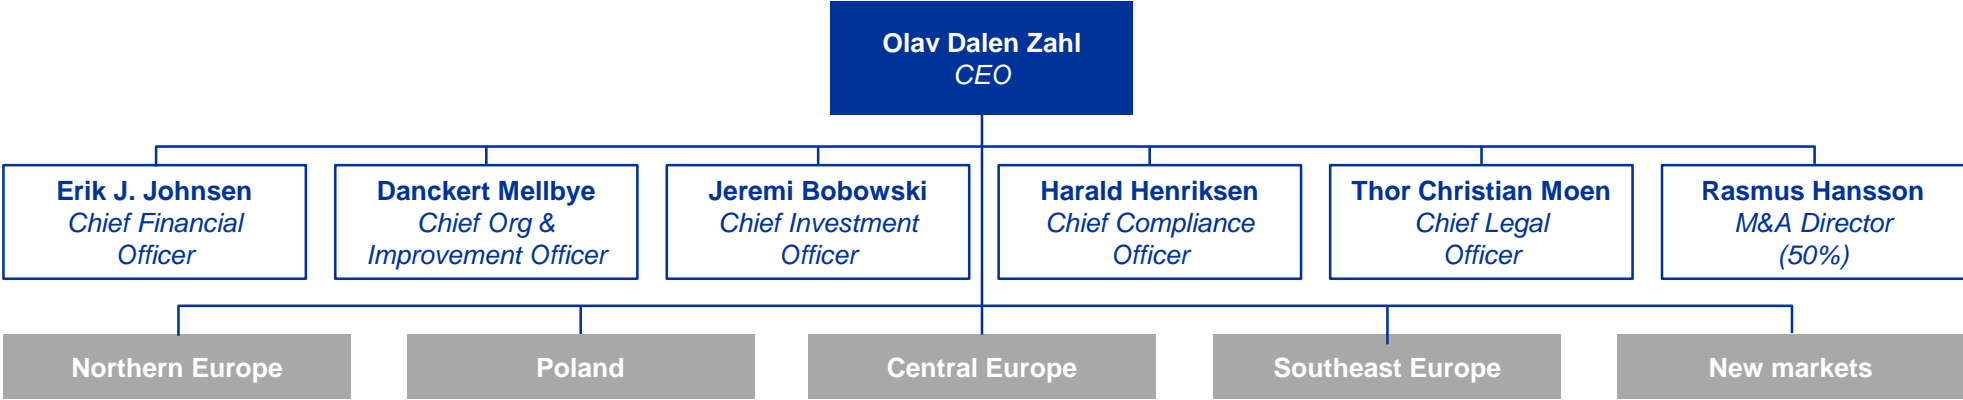 Olav Dalen Zahl
CEO
Erik J. Johnsen
Chief Financial
Officer
Danckert Mellbye
Chief Org &
Improvement Officer
Jeremi Bobowski
Chief Investment
Officer
Harald Henriksen
Chief Compliance
Officer
Thor Christian Moen
Chief Legal
Officer
Rasmus Hansson
M&A Director
(50%)
Northern Europe
Poland
Central Europe
Southeast Europe
New markets